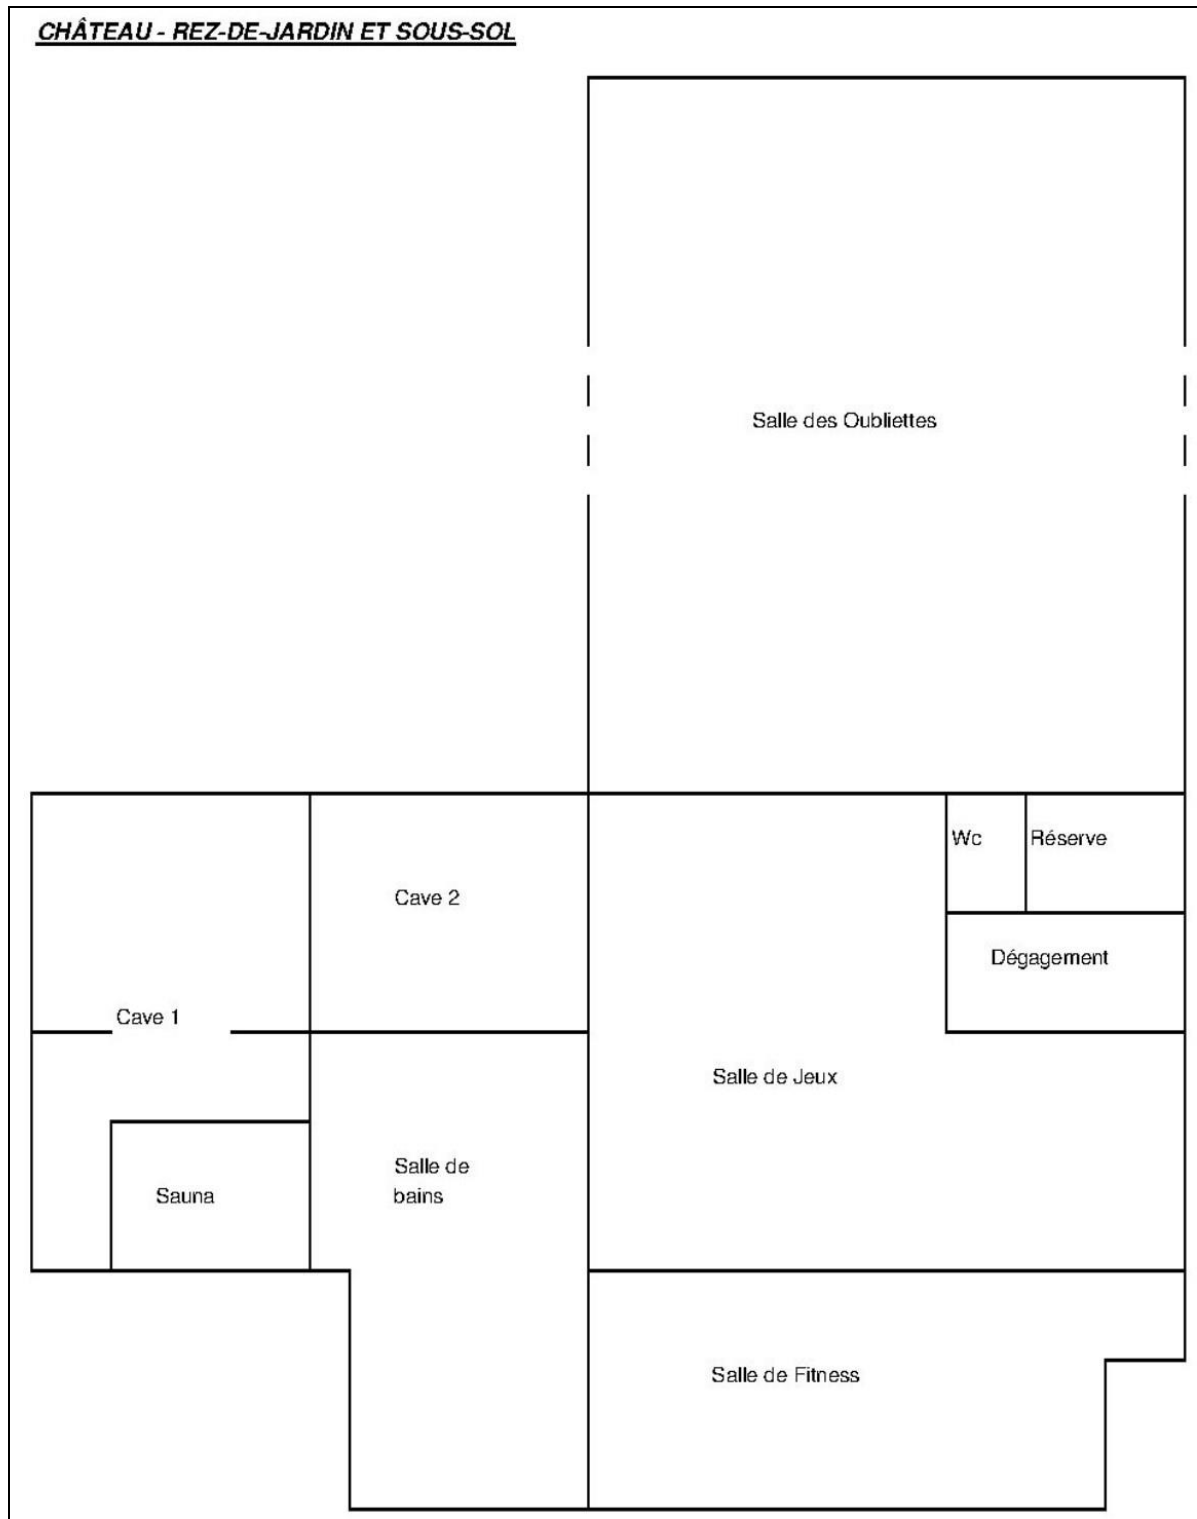 CHÂTEAU - REZ-DE-JARDIN ET SOUS-SOL
Salle des Oubliettes
Wc
Réserve
Cave 2
Dégagement
Cave 1
Salle de Jeux
Salle de
bains
Sauna
Salle de Fitness